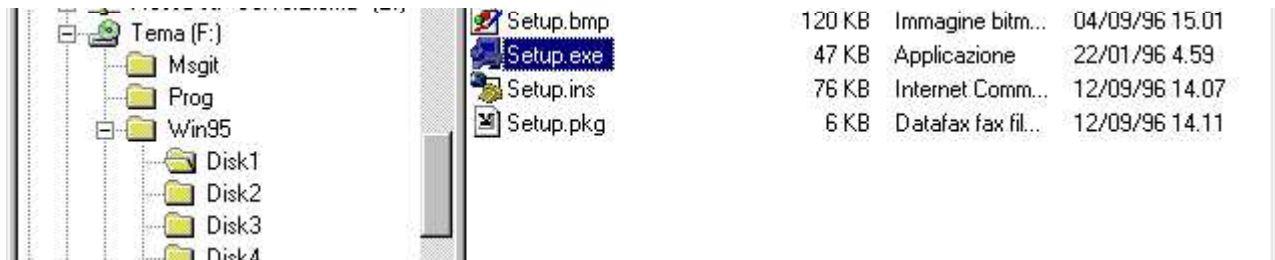 Tema (F:)
Msgit
Prog
Win95
Disk1
Disk2
Disk3
Disk4
Setup.bmp 120 KB Immagine bitm... 04/09/96 15.01
Setup.exe 47 KB Applicazione 22/01/96 4.59
Setup.ins 76 KB Internet Comm... 12/09/96 14.07
Setup.pkg 6 KB Datafax fax fil... 12/09/96 14.11